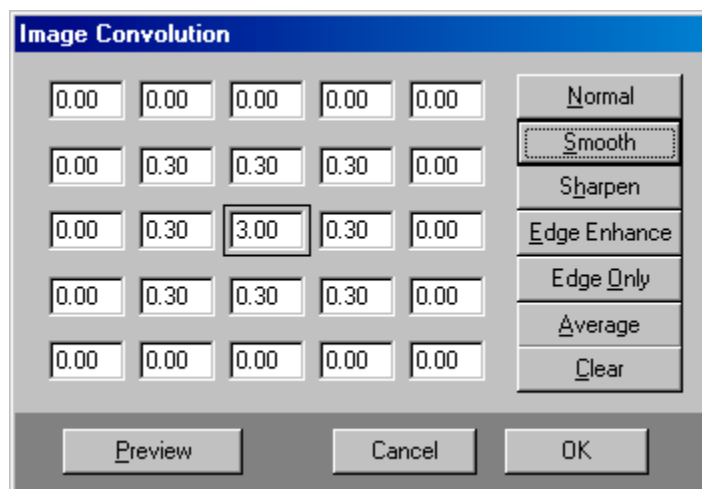 Image Convolution
0.00 0.00 0.00 0.00 0.00 Normal
Smooth
0.00 0.30 0.30 0.30 0.00 Sharpen
0.00 0.30 3.00 0.30 0.00 Edge Enhance
0.00 0.30 0.30 0.30 0.00 Edge Only
Average
0.00 0.00 0.00 0.00 0.00 Clear
Preview Cancel OK